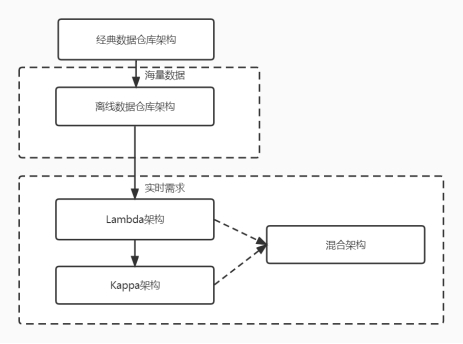 经典数据仓库架构
海量数据
离线数据仓库架构
实时需求
Lambda架构
混合架构
Kappa架构